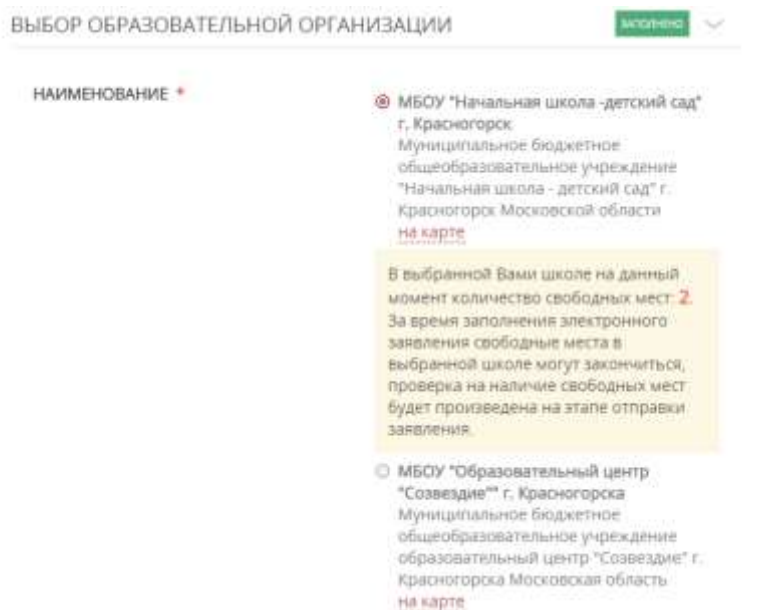 ВЫБОР ОБРАЗОВАТЕЛЬНОЙ ОРГАНИЗАЦИИ
ЗАПОЛНЕНО
НАИМЕНОВАНИЕ *
МБОУ "Начальная школа -детский сад"
г. Красногорск
Муниципальное бюджетное
общеобразовательное учреждение
"Начальная школа - детский сад" г.
Красногорск Московской области
на карте
В выбранной Вами школе на данный
момент количество свободных мест: 2.
За время заполнения электронного
заявления свободные места в
выбранной школе могут закончиться,
проверка на наличие свободных мест
будет произведена на этапе отправки
заявления.
МБОУ "Образовательный центр
"Созвездие"" г. Красногорска
Муниципальное бюджетное
общеобразовательное учреждение
образовательный центр "Созвездие" г.
Красногорска Московская область
на карте